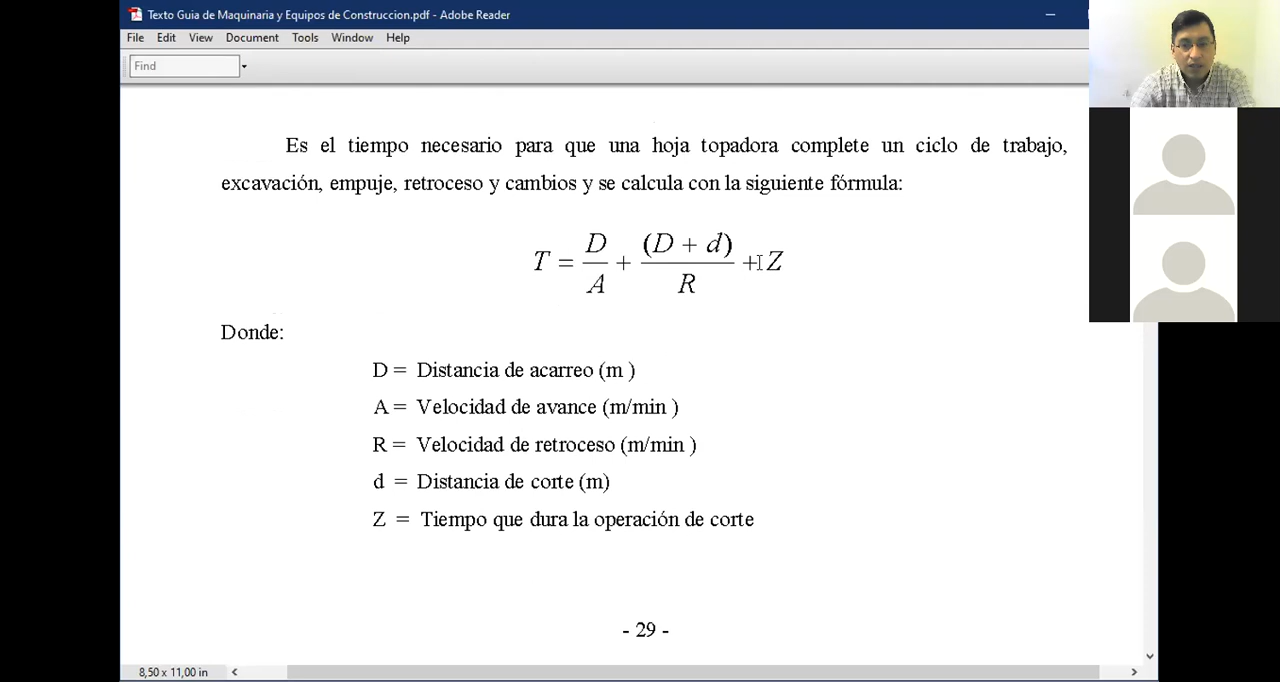 Texto Guia de Maquinaria y Equipos de Construccion.pdf - Adobe Reader
File Edit View Document Tools Window Help
Find
Es el tiempo necesario para que una hoja topadora complete un ciclo de trabajo,
excavación, empuje, retroceso y cambios y se calcula con la siguiente fórmula:
T = D/A + (D + d)/R + Z
Donde:
D = Distancia de acarreo (m )
A = Velocidad de avance (m/min )
R = Velocidad de retroceso (m/min )
d = Distancia de corte (m)
Z = Tiempo que dura la operación de corte
- 29 -
8,50 x 11,00 in